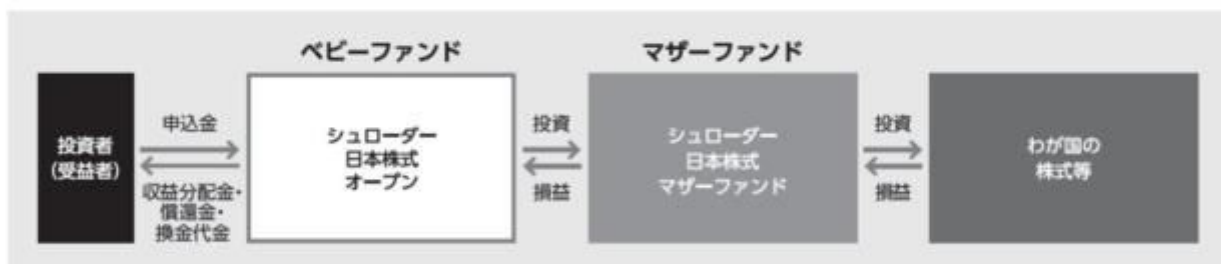 ベビーファンド
マザーファンド
投資者
(受益者)
申込金
収益分配金・
償還金・
換金代金
シュローダー
日本株式
オープン
投資
損益
シュローダー
日本株式
マザーファンド
投資
損益
わが国の
株式等